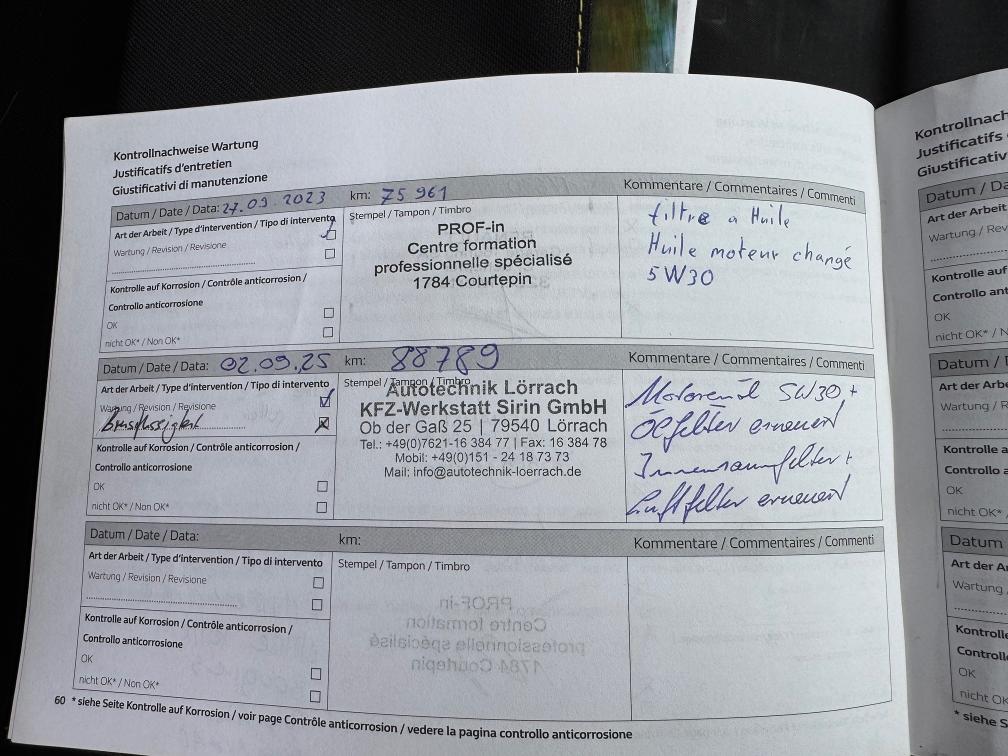 Kontrollnachweise Wartung
Justificatifs d'entretien
Giustificativi di manutenzione
Datum / Date / Data: 27.09.2023 km: 75 961 Kommentare / Commentaires / Commenti
Art der Arbeit / Type d'intervention / Tipo di intervento
Wartung / Revision / Revisione
Kontrolle auf Korrosion / Contrôle anticorrosion /
Controllo anticorrosione
OK
nicht OK* / Non OK*
Stempel / Tampon / Timbro
PROF-in
Centre formation
professionnelle spécialisé
1784 Courtepin
filtre a Huile
Huile moteur changé
5W30
Datum / Date / Data: 02.09.25 km: 88789 Kommentare / Commentaires / Commenti
Art der Arbeit / Type d'intervention / Tipo di intervento
Wartung / Revision / Revisione
Bremsflüssigkeit
Kontrolle auf Korrosion / Contrôle anticorrosion /
Controllo anticorrosione
OK
nicht OK* / Non OK*
Stempel / Tampon / Timbro
Autotechnik Lörrach
KFZ-Werkstatt Sirin GmbH
Ob der Gaß 25 | 79540 Lörrach
Tel.: +49(0)7621-16 384 77 | Fax: 16 384 78
Mobil: +49(0)151 - 24 18 73 73
Mail: info@autotechnik-loerrach.de
Motorenöl 5W30 +
Ölfilter erneuert
Innenraumfilter +
Luftfilter erneuert
Datum / Date / Data: km: Kommentare / Commentaires / Commenti
Art der Arbeit / Type d'intervention / Tipo di intervento
Wartung / Revision / Revisione
Kontrolle auf Korrosion / Contrôle anticorrosion /
Controllo anticorrosione
OK
nicht OK* / Non OK*
Stempel / Tampon / Timbro
60 * siehe Seite Kontrolle auf Korrosion / voir page Contrôle anticorrosion / vedere la pagina controllo anticorrosione